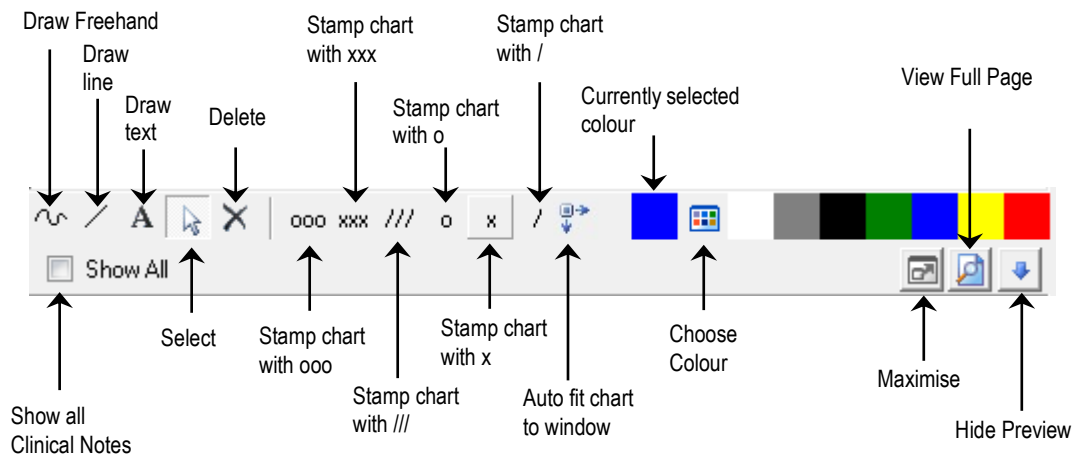 Draw Freehand
Draw
line
Draw
text
Delete
Stamp chart
with xxx
Stamp chart
with o
Stamp chart
with /
Currently selected
colour
View Full Page
A ooo xxx /// o x /
Show All
Select
Stamp chart
with ooo
Stamp chart
with ///
Stamp chart
with x
Auto fit chart
to window
Choose
Colour
Maximise
Hide Preview
Show all
Clinical Notes